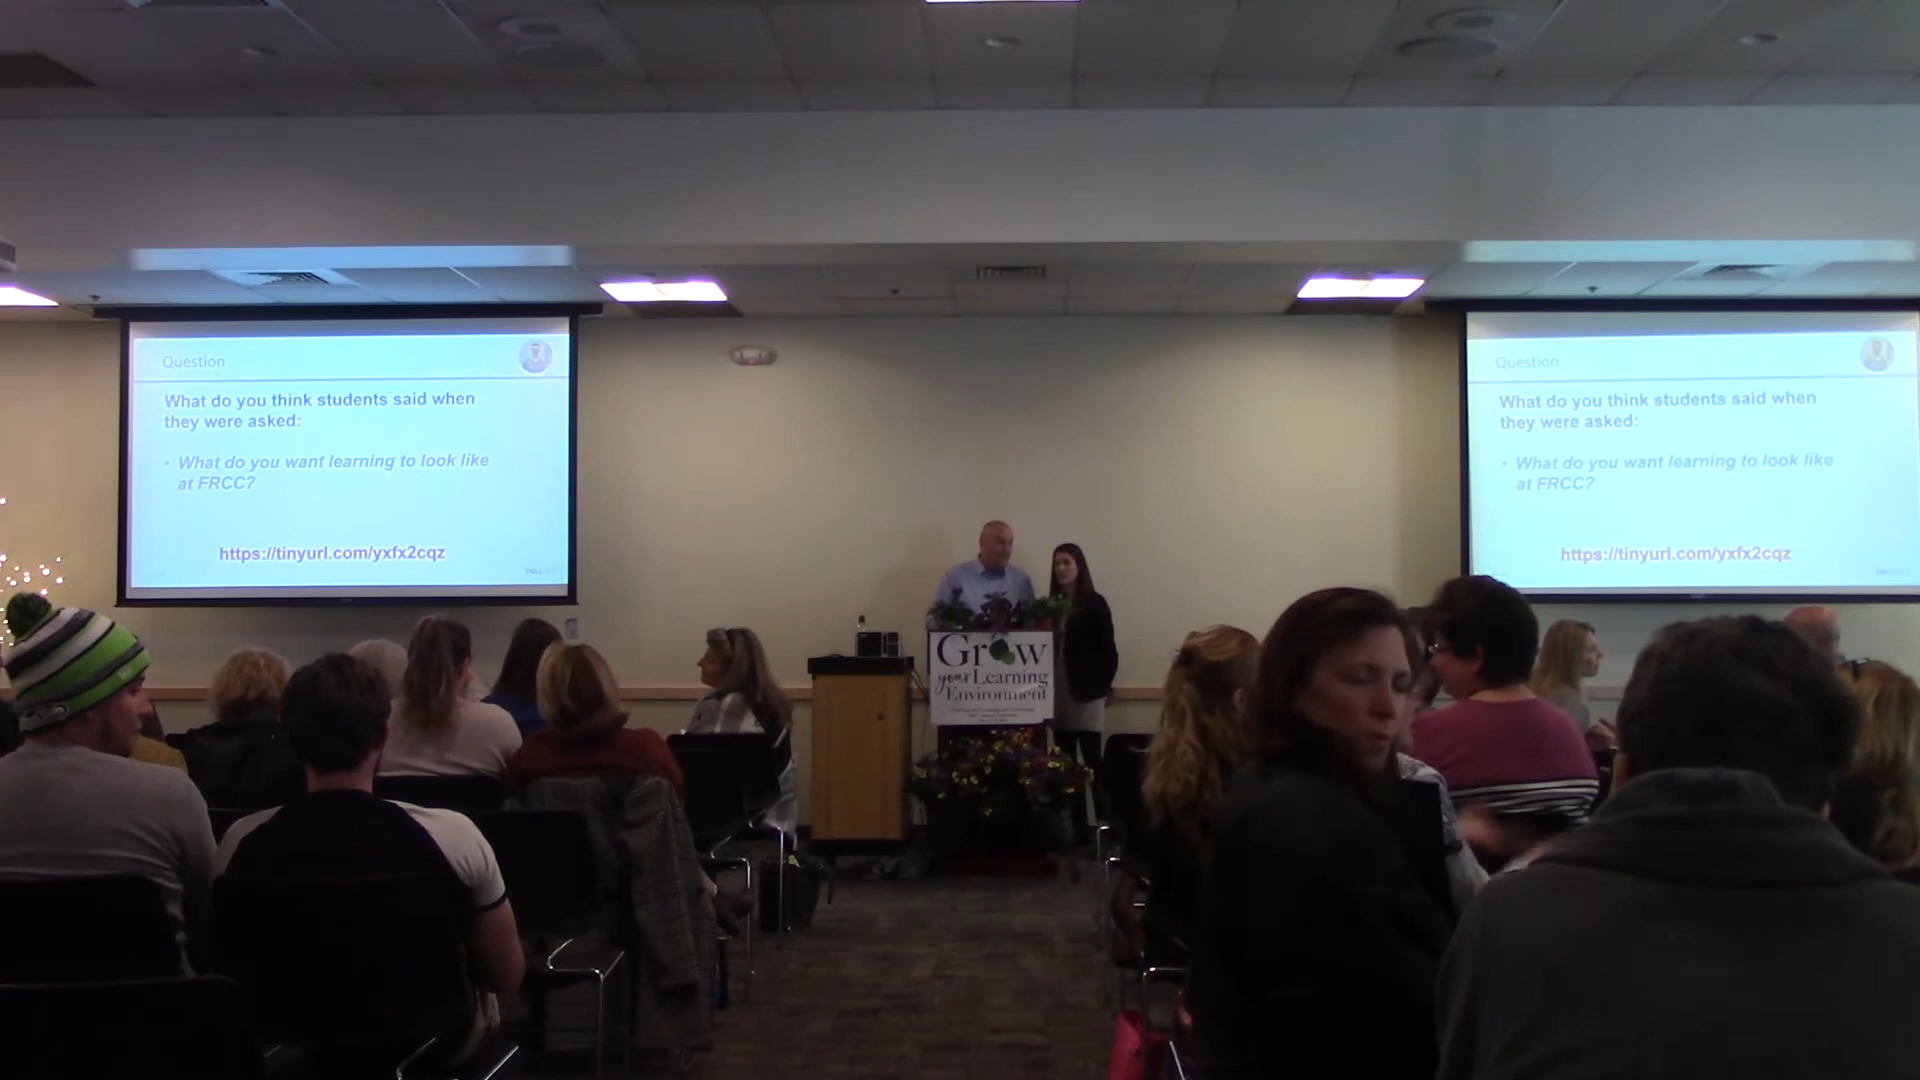 Question
What do you think students said when
they were asked:
• What do you want learning to look like
at FRCC?
https://tinyurl.com/yxfx2cqz
Grow
your Learning
Environment
Question
What do you think students said when
they were asked:
• What do you want learning to look like
at FRCC?
https://tinyurl.com/yxfx2cqz